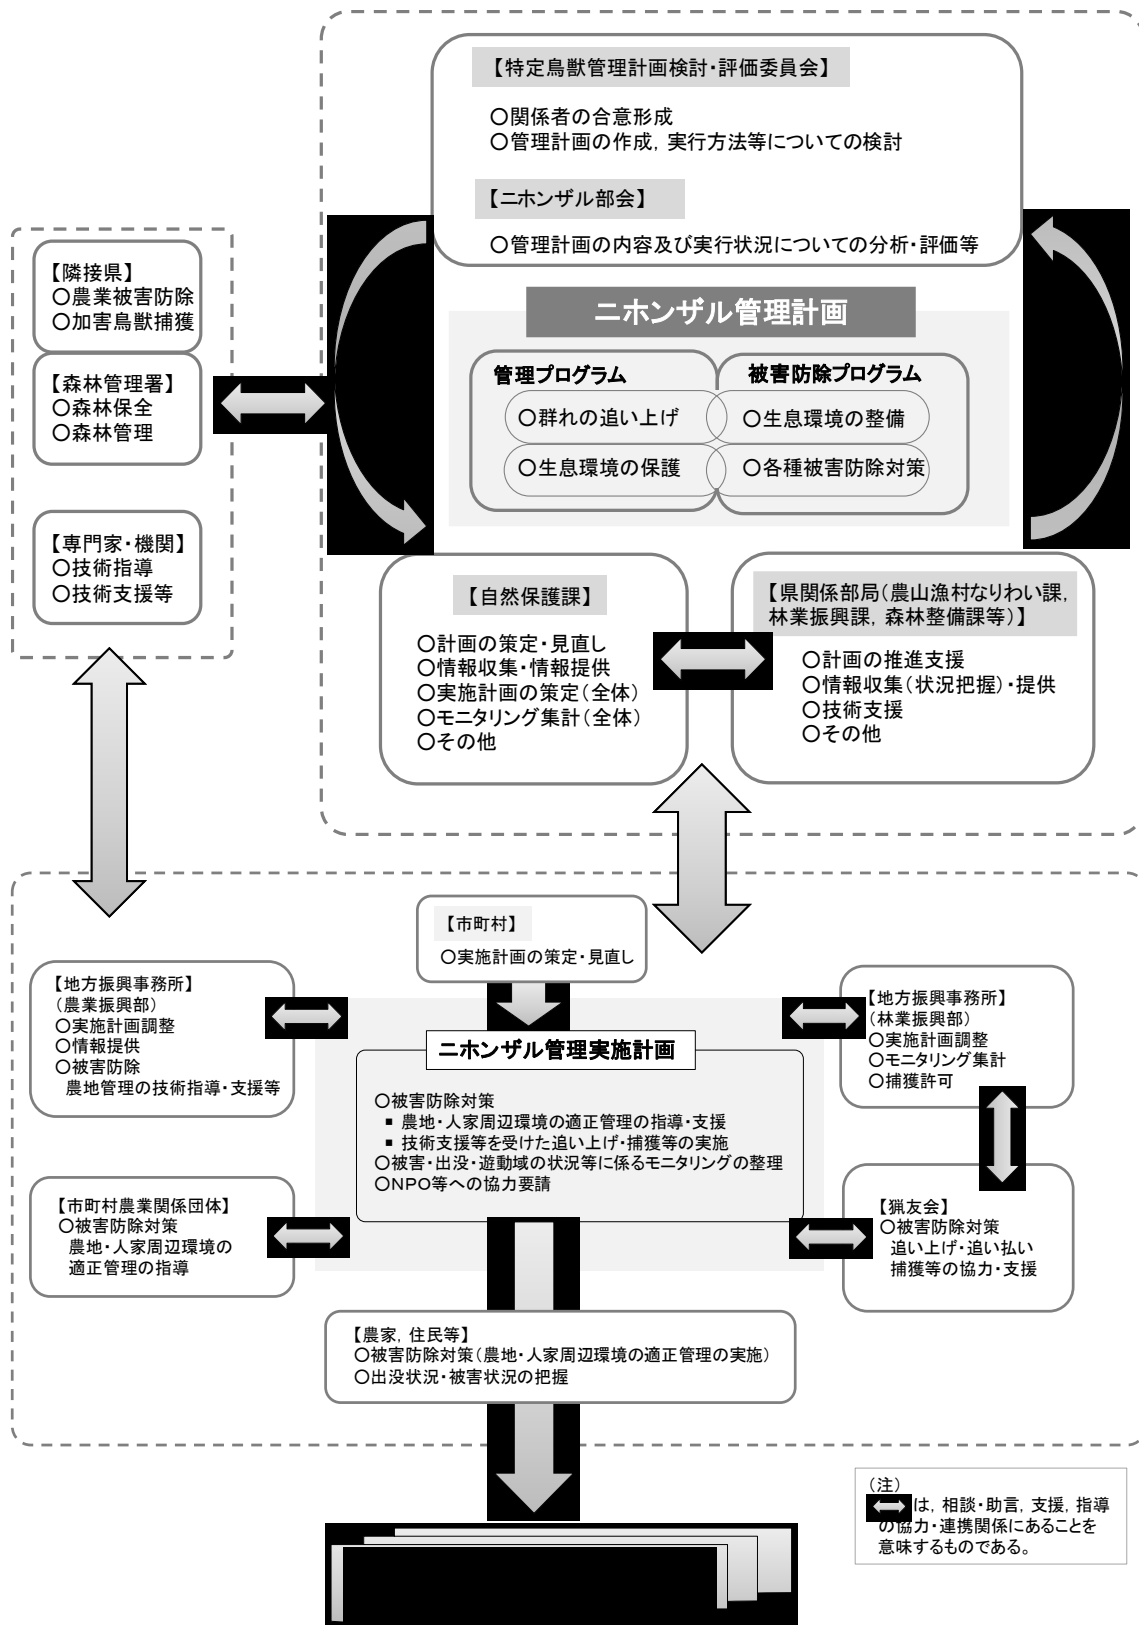 【特定鳥獣管理計画検討・評価委員会】
○関係者の合意形成
○管理計画の作成，実行方法等についての検討
【ニホンザル部会】
○管理計画の内容及び実行状況についての分析・評価等
【隣接県】
○農業被害防除
○加害鳥獣捕獲
【森林管理署】
○森林保全
○森林管理
【専門家・機関】
○技術指導
○技術支援等
ニホンザル管理計画
管理プログラム
○群れの追い上げ
○生息環境の保護
被害防除プログラム
○生息環境の整備
○各種被害防除対策
【自然保護課】
○計画の策定・見直し
○情報収集・情報提供
○実施計画の策定（全体）
○モニタリング集計（全体）
○その他
【県関係部局（農山漁村なりわい課，
林業振興課，森林整備課等）】
○計画の推進支援
○情報収集（状況把握）・提供
○技術支援
○その他
【市町村】
○実施計画の策定・見直し
【地方振興事務所】
（農業振興部）
○実施計画調整
○情報提供
○被害防除
農地管理の技術指導・支援等
【地方振興事務所】
（林業振興部）
○実施計画調整
○モニタリング集計
○捕獲許可
ニホンザル管理実施計画
○被害防除対策
▪ 農地・人家周辺環境の適正管理の指導・支援
▪ 技術支援等を受けた追い上げ・捕獲等の実施
○被害・出没・遊動域の状況等に係るモニタリングの整理
○NPO等への協力要請
【市町村農業関係団体】
○被害防除対策
農地・人家周辺環境の
適正管理の指導
【猟友会】
○被害防除対策
追い上げ・追い払い
捕獲等の協力・支援
【農家，住民等】
○被害防除対策（農地・人家周辺環境の適正管理の実施）
○出没状況・被害状況の把握
（注）
は，相談・助言，支援，指導
の協力・連携関係にあることを
意味するものである。